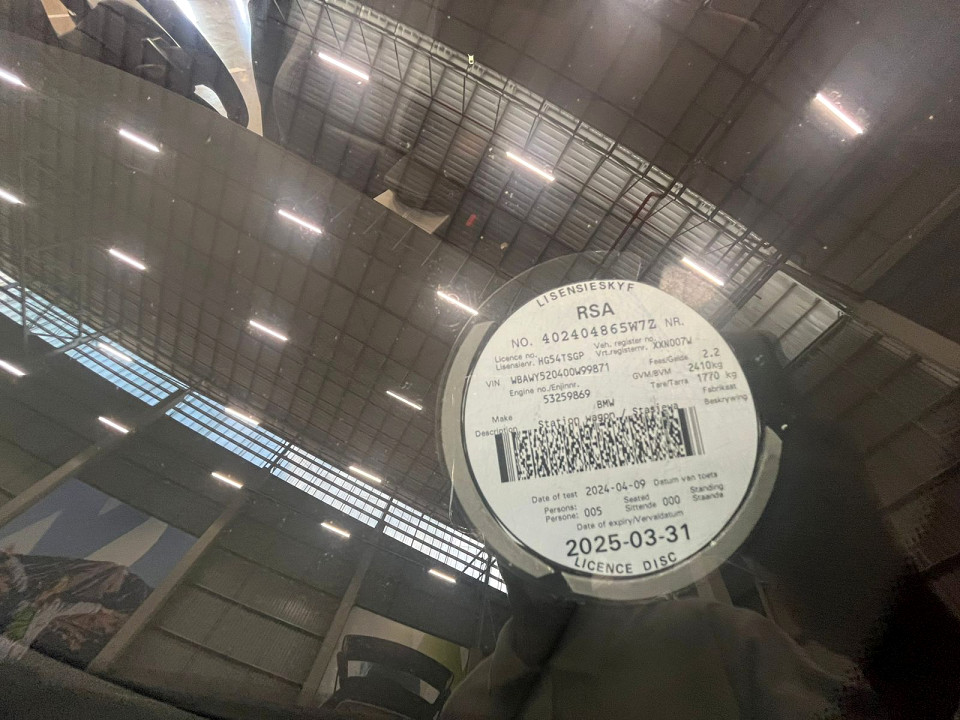 LISENSIESKYF
RSA
NO. 402404865W7Z NR.
Licence no./ Lisensienr. HG54TSGP Veh. register no./ Vrt.registernr. XXN007W
VIN WBAWY520400W99871 Fees/Gelde 2.2
Engine no./Enjinnr. 53259869 GVM/BVM 2410kg
Tare/Tarra 1770 kg
Make BMW Fabrikaat
Description Station wagon / Stasiewa Beskrywing
Date of test 2024-04-09 Datum van toets
Persons: Persone: 005 Seated Sittende 000 Standing Staande
Date of expiry/Vervaldatum
2025-03-31
LICENCE DISC